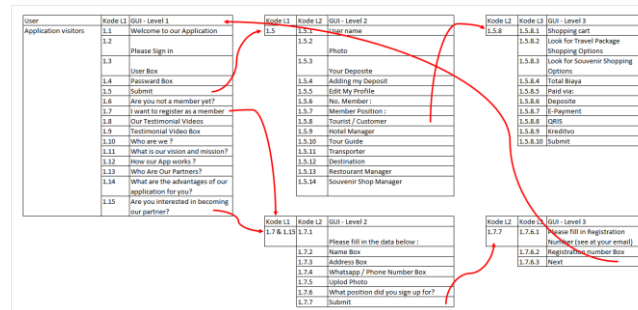 User
Kode L1 GUI - Level 1
Application visitors
1.1 Welcome to our Application
1.2
Please Sign in
1.3
User Box
1.4 Passward Box
1.5 Submit
1.6 Are you not a member yet?
1.7 I want to register as a member
1.8 Our Testimonial Videos
1.9 Testimonial Video Box
1.10 Who are we ?
1.11 What is our vision and mission?
1.12 How our App works ?
1.13 Who Are Our Partners?
1.14 What are the advantages of our
application for you?
1.15 Are you interested in becoming
our partner?
Kode L1 Kode L2 GUI - Level 2
1.5 1.5.1 User name
1.5.2
Photo
1.5.3
Your Deposite
1.5.4 Adding my Deposit
1.5.5 Edit My Profile
1.5.6 No. Member :
1.5.7 Member Position :
1.5.8 Tourist / Customer
1.5.9 Hotel Manager
1.5.10 Tour Guide
1.5.11 Transporter
1.5.12 Destination
1.5.13 Restaurant Manager
1.5.14 Souvenir Shop Manager
Kode L2 Kode L3 GUI - Level 3
1.5.8 1.5.8.1 Shopping cart
1.5.8.2 Look for Travel Package
Shopping Options
1.5.8.3 Look for Souvenir Shopping
Options
1.5.8.4 Total Biaya
1.5.8.5 Paid via:
1.5.8.6 Deposite
1.5.8.7 E-Payment
1.5.8.8 QRIS
1.5.8.9 Kreditvo
1.5.8.10 Submit
Kode L1 Kode L2 GUI - Level 2
1.7 & 1.15 1.7.1
Please fill in the data below :
1.7.2 Name Box
1.7.3 Address Box
1.7.4 Whatsapp / Phone Number Box
1.7.5 Uplod Photo
1.7.6 What position did you sign up for?
1.7.7 Submit
Kode L2 Kode L3 GUI - Level 3
1.7.7 1.7.6.1 Please fill in Registration
Number (see at your email)
1.7.6.2 Registration number Box
1.7.6.3 Next